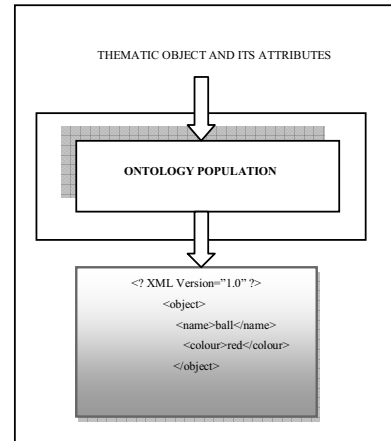 THEMATIC OBJECT AND ITS ATTRIBUTES
ONTOLOGY POPULATION
<? XML Version=”1.0” ?>
<object>
<name>ball</name>
<colour>red</colour>
</object>